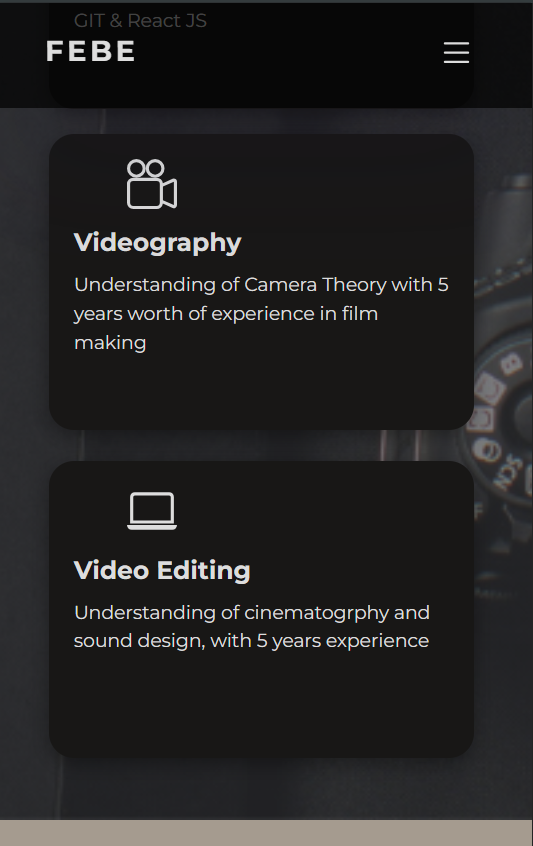 GIT & React JS
FEBE
Videography
Understanding of Camera Theory with 5
years worth of experience in film
making
B
SCN
F
Video Editing
Understanding of cinematogrphy and
sound design, with 5 years experience